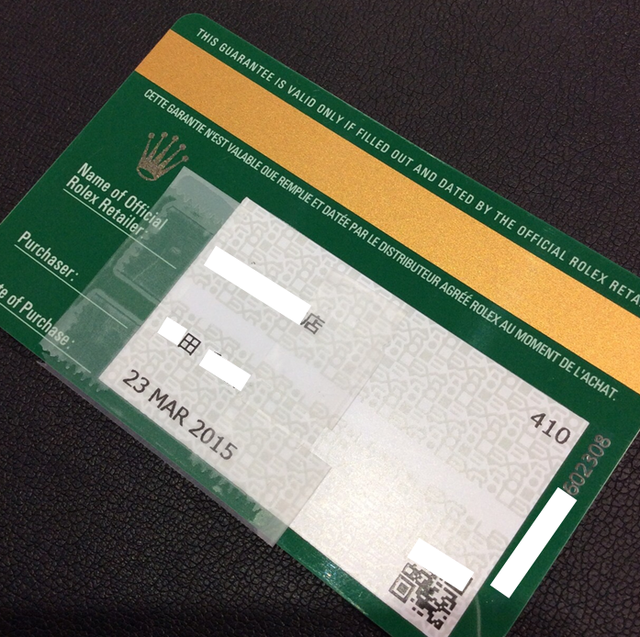 THIS GUARANTEE IS VALID ONLY IF FILLED OUT AND DATED BY THE OFFICIAL ROLEX RETA
CETTE GARANTIE N'EST VALABLE QUE REMPLIE ET DATÉE PAR LE DISTRIBUTEUR AGRÉÉ ROLEX AU MOMENT DE L'ACHAT.
Name of Official
Rolex Retailer:
店
Purchaser:
田
te of Purchase:
23 MAR 2015
410
602308